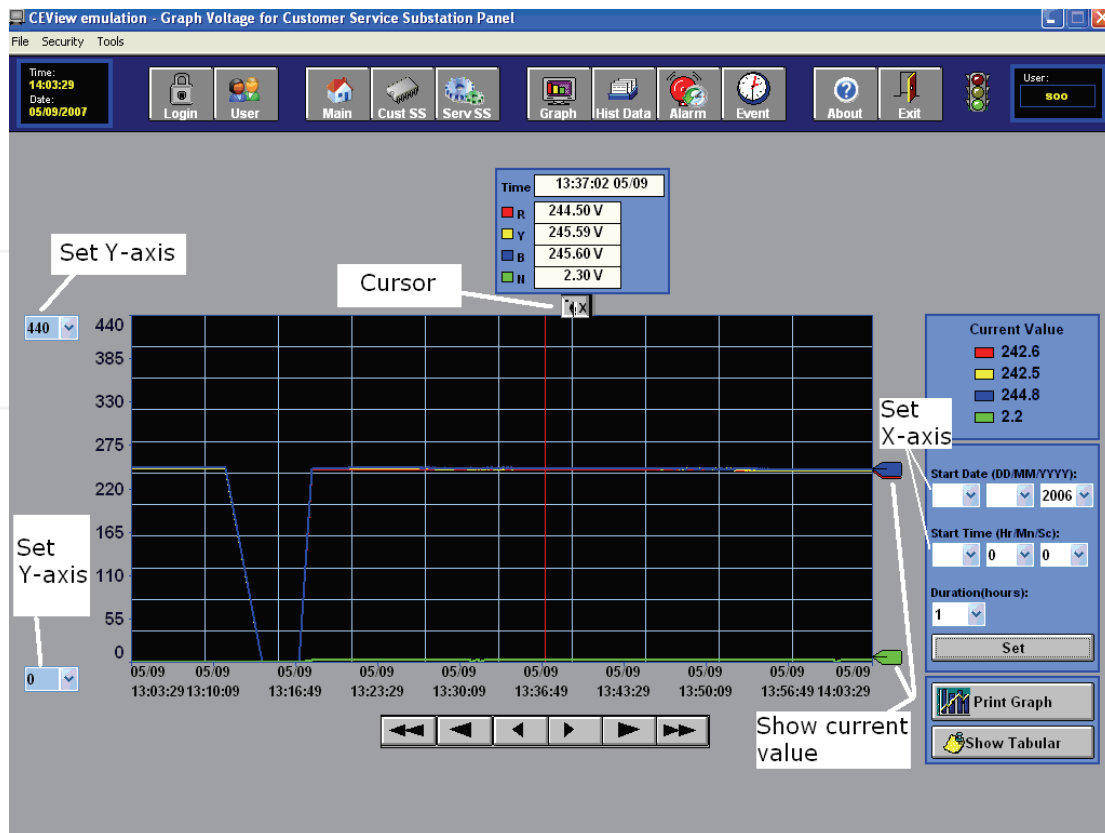 CEView emulation - Graph Voltage for Customer Service Substation Panel
File Security Tools
Time:
14:03:29
Date:
05/09/2007
Login
User
Main
Cust SS
Serv SS
Graph
Hist Data
Alarm
Event
About
Exit
User:
soo
Time 13:37:02 05/09
R 244.50 V
Y 245.59 V
B 245.60 V
N 2.30 V
Set Y-axis
Cursor
440
440
385
330
275
220
165
110
55
0
Set
Y-axis
0
05/09 05/09 05/09 05/09 05/09 05/09 05/09 05/09 05/09 05/09
13:03:29 13:10:09 13:16:49 13:23:29 13:30:09 13:36:49 13:43:29 13:50:09 13:56:49 14:03:29
Current Value
242.6
242.5
244.8
2.2
Set
X-axis
Start Date (DD/MM/YYYY):
2006
Start Time (Hr/Mn/Sc):
0 0
Duration(hours):
1
Set
Print Graph
Show Tabular
Show current
value